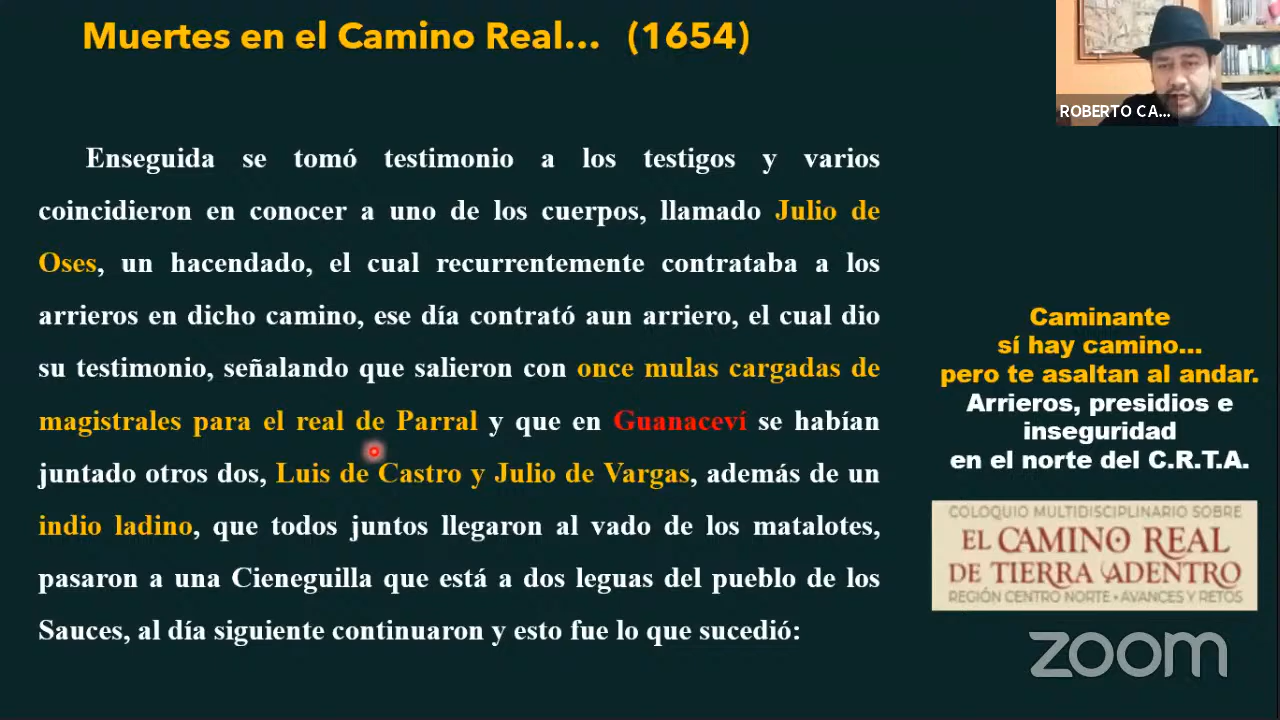 Muertes en el Camino Real... (1654)
ROBERTO CA...
Enseguida se tomó testimonio a los testigos y varios
coincidieron en conocer a uno de los cuerpos, llamado Julio de
Oses, un hacendado, el cual recurrentemente contrataba a los
arrieros en dicho camino, ese día contrató aun arriero, el cual dio
su testimonio, señalando que salieron con once mulas cargadas de
magistrales para el real de Parral y que en Guanaceví se habían
juntado otros dos, Luis de Castro y Julio de Vargas, además de un
indio ladino, que todos juntos llegaron al vado de los matalotes,
pasaron a una Cieneguilla que está a dos leguas del pueblo de los
Sauces, al día siguiente continuaron y esto fue lo que sucedió:
Caminante
sí hay camino...
pero te asaltan al andar.
Arrieros, presidios e
inseguridad
en el norte del C.R.T.A.
COLOQUIO MULTIDISCIPLINARIO SOBRE
EL CAMINO REAL
DE TIERRA ADENTRO
REGIÓN CENTRO NORTE • AVANCES Y RETOS
zoom